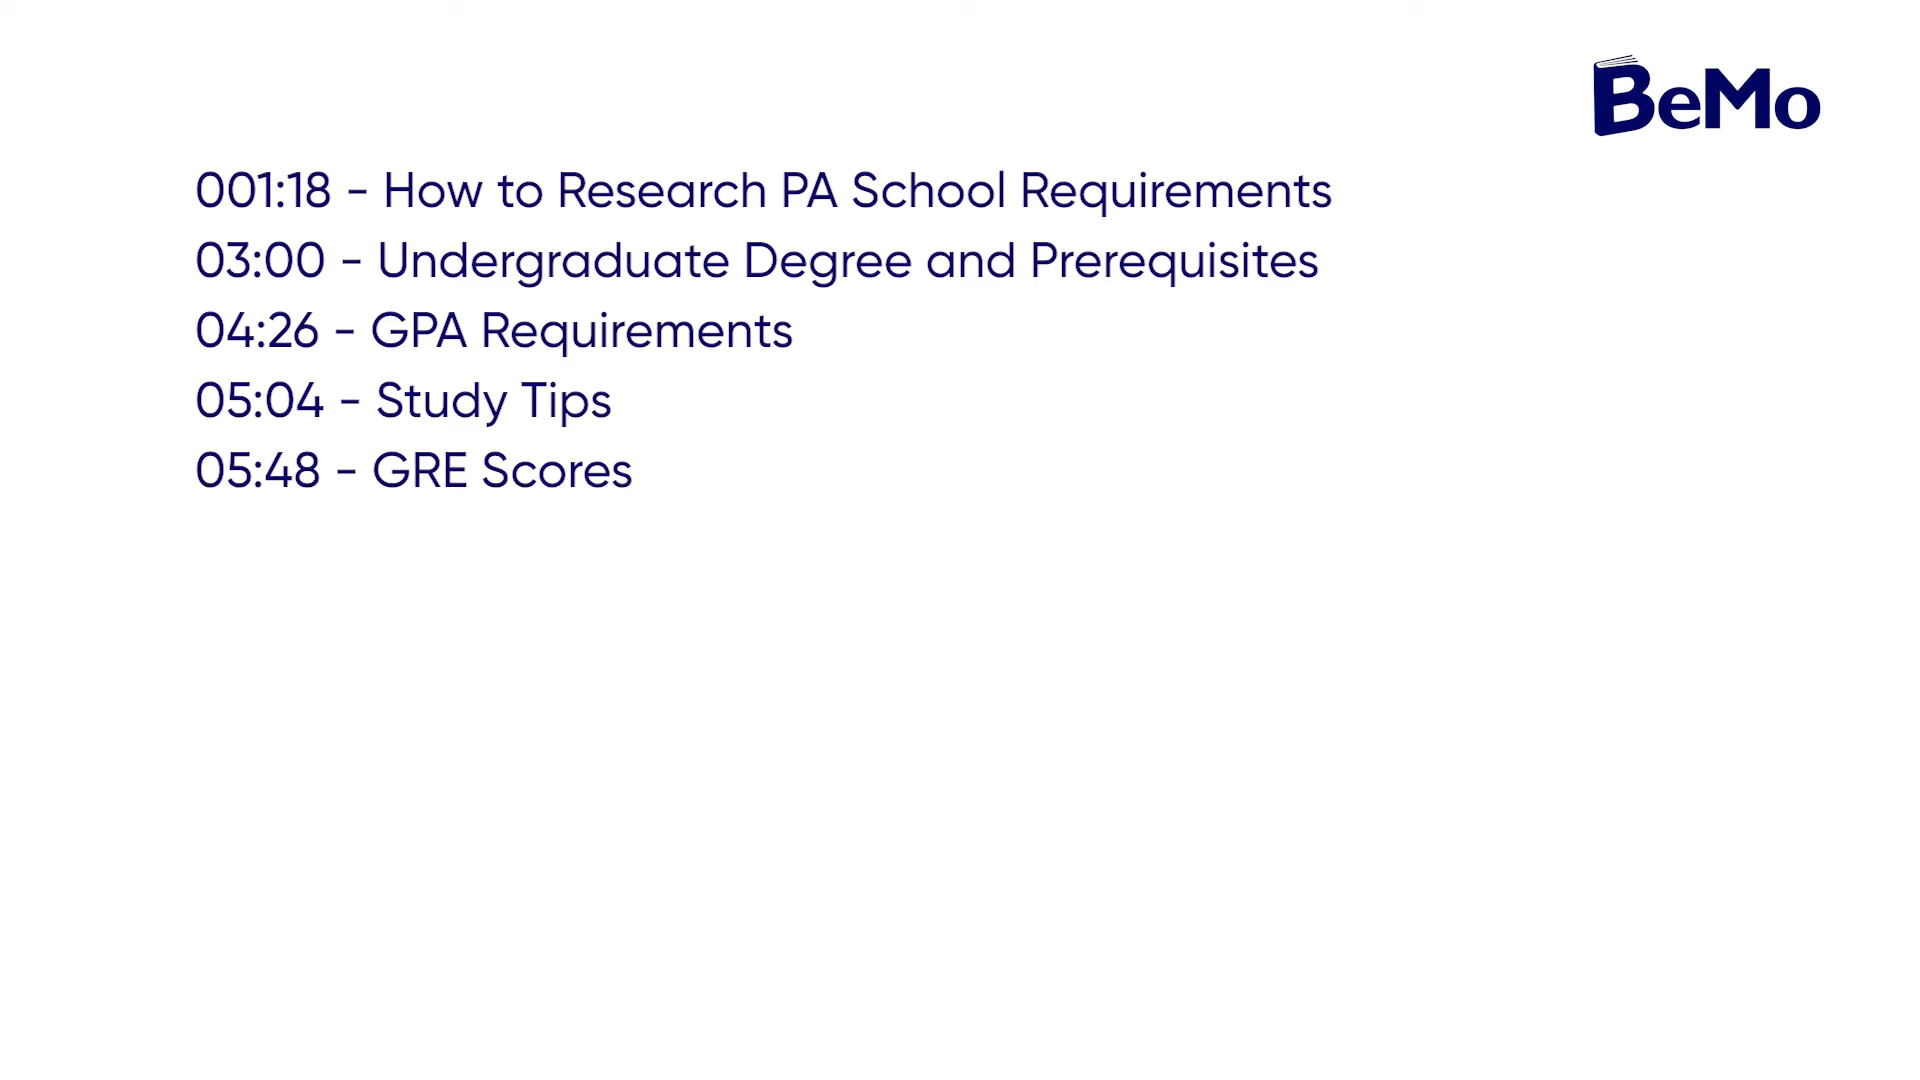 BeMo
001:18 - How to Research PA School Requirements
03:00 - Undergraduate Degree and Prerequisites
04:26 - GPA Requirements
05:04 - Study Tips
05:48 - GRE Scores